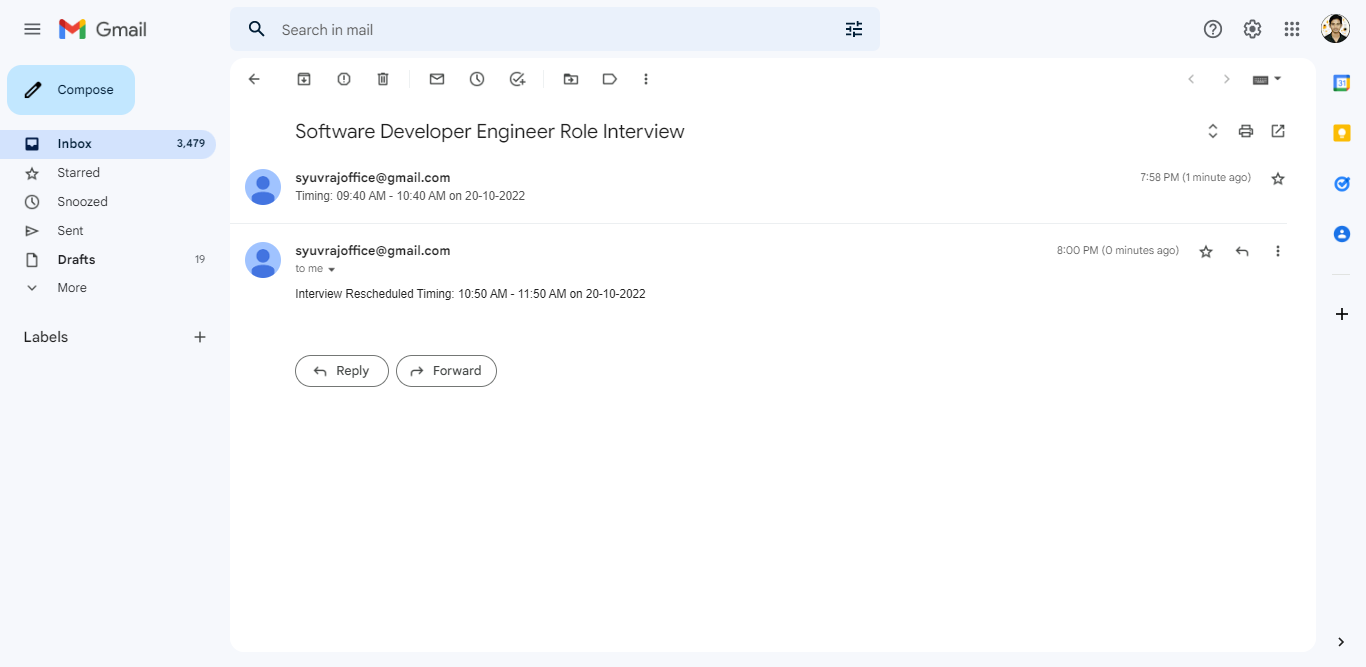 Gmail
Search in mail
Compose
Inbox 3,479
Starred
Snoozed
Sent
Drafts 19
More
Labels
Software Developer Engineer Role Interview
syuvrajoffice@gmail.com 7:58 PM (1 minute ago)
Timing: 09:40 AM - 10:40 AM on 20-10-2022
syuvrajoffice@gmail.com 8:00 PM (0 minutes ago)
to me
Interview Rescheduled Timing: 10:50 AM - 11:50 AM on 20-10-2022
Reply Forward
31